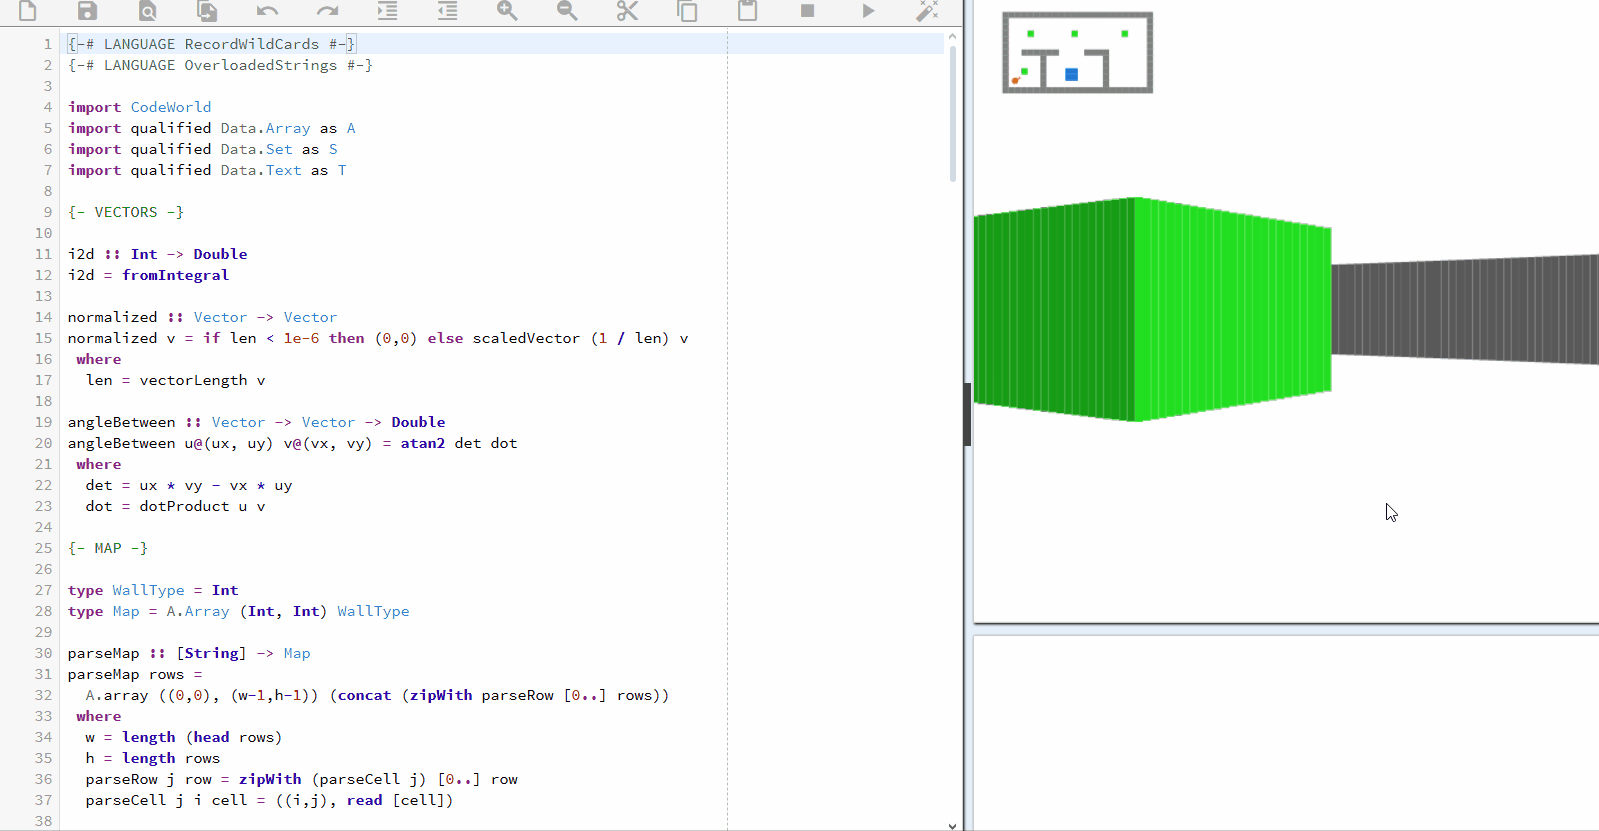 1 {-# LANGUAGE RecordWildCards #-}
2 {-# LANGUAGE OverloadedStrings #-}
3
4 import CodeWorld
5 import qualified Data.Array as A
6 import qualified Data.Set as S
7 import qualified Data.Text as T
8
9 {- VECTORS -}
10
11 i2d :: Int -> Double
12 i2d = fromIntegral
13
14 normalized :: Vector -> Vector
15 normalized v = if len < 1e-6 then (0,0) else scaledVector (1 / len) v
16  where
17   len = vectorLength v
18
19 angleBetween :: Vector -> Vector -> Double
20 angleBetween u@(ux, uy) v@(vx, vy) = atan2 det dot
21  where
22   det = ux * vy - vx * uy
23   dot = dotProduct u v
24
25 {- MAP -}
26
27 type WallType = Int
28 type Map = A.Array (Int, Int) WallType
29
30 parseMap :: [String] -> Map
31 parseMap rows =
32   A.array ((0,0), (w-1,h-1)) (concat (zipWith parseRow [0..] rows))
33  where
34   w = length (head rows)
35   h = length rows
36   parseRow j row = zipWith (parseCell j) [0..] row
37   parseCell j i cell = ((i,j), read [cell])
38